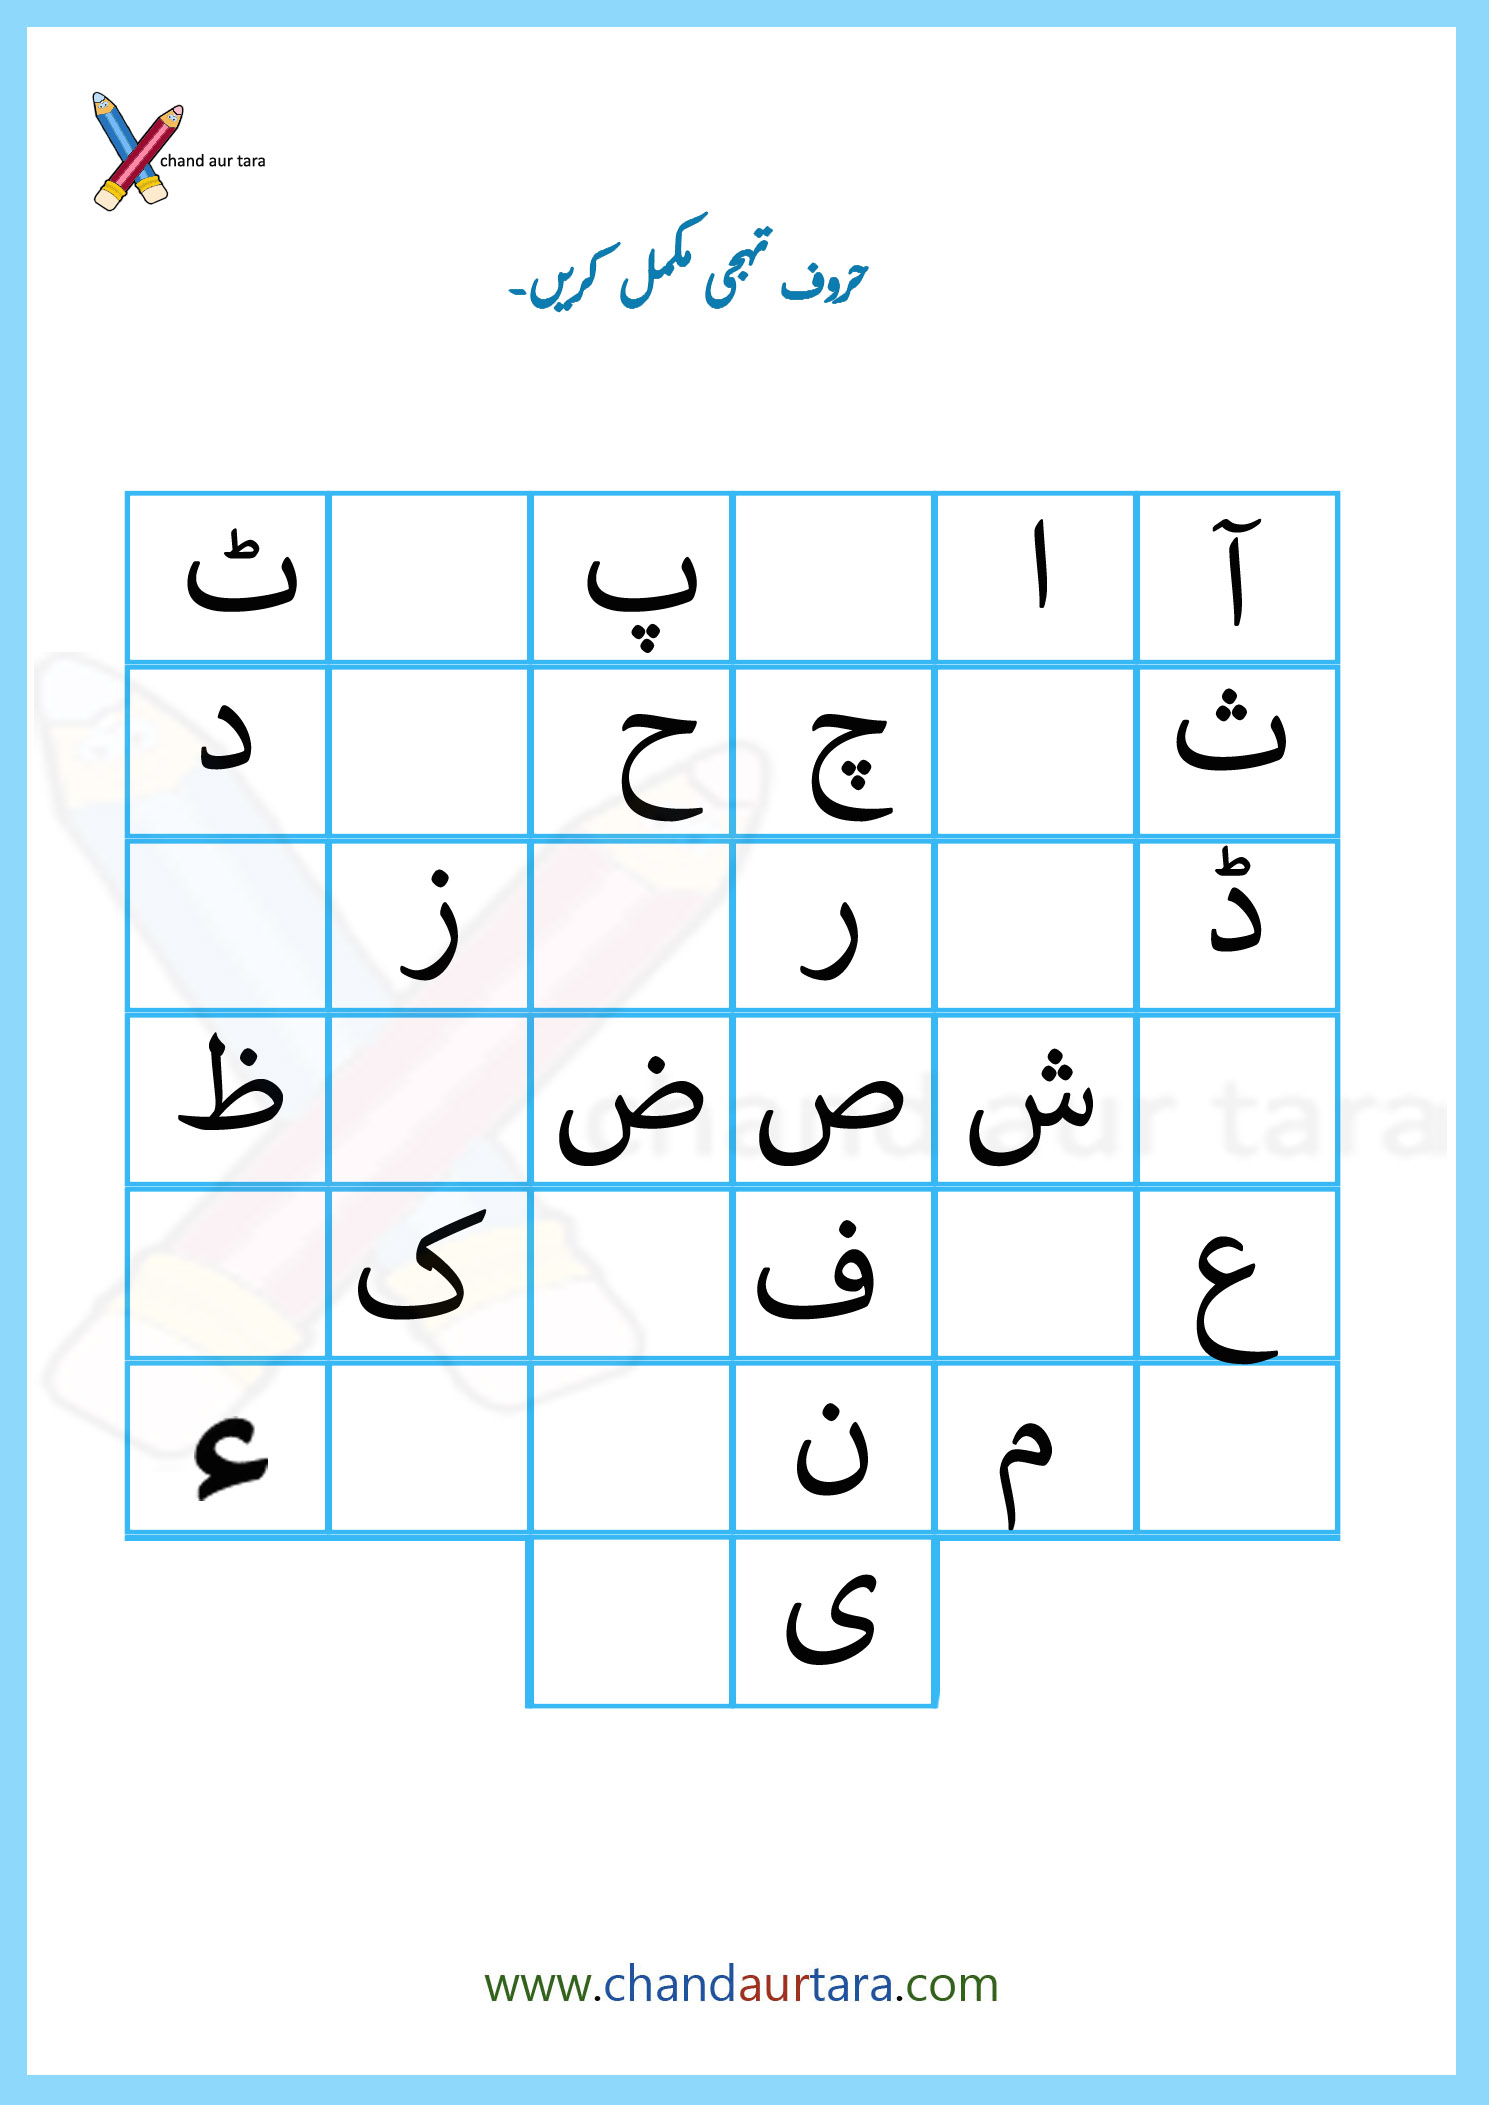 chand aur tara
حروف تہجی مکمل کریں۔
آ ا پ ٹ
ث چ ح د
ڈ ر ز
ش ص ض ظ
ع ف ک
م ن ء
ی
chand aur tara
www.chandaurtara.com